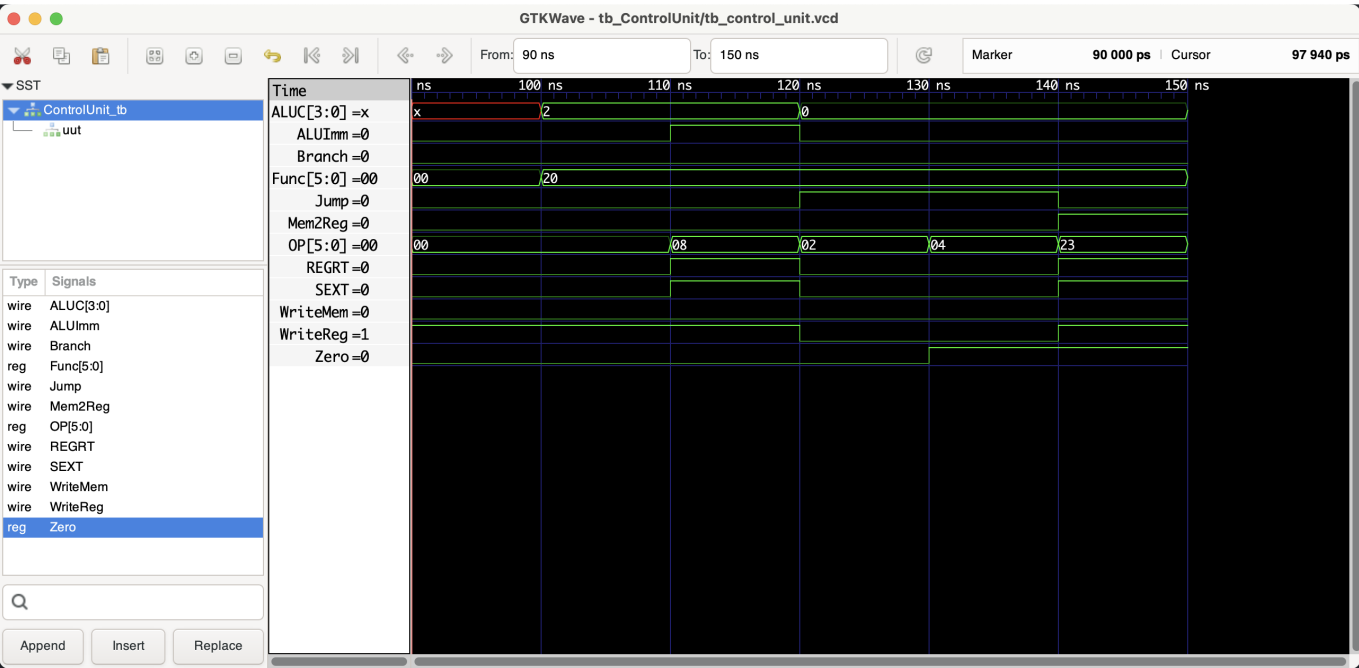 GTKWave - tb_ControlUnit/tb_control_unit.vcd
From: 90 ns To: 150 ns Marker 90 000 ps | Cursor 97 940 ps
SST
ControlUnit_tb
uut
Type Signals
wire ALUC[3:0]
wire ALUImm
wire Branch
reg Func[5:0]
wire Jump
wire Mem2Reg
reg OP[5:0]
wire REGRT
wire SEXT
wire WriteMem
wire WriteReg
reg Zero
Append Insert Replace
Time
ALUC[3:0] =x
ALUImm =0
Branch =0
Func[5:0] =00
Jump =0
Mem2Reg =0
OP[5:0] =00
REGRT =0
SEXT =0
WriteMem =0
WriteReg =1
Zero =0
ns 100 ns 110 ns 120 ns 130 ns 140 ns 150 ns
x 2 0
00 20
00 08 02 04 23